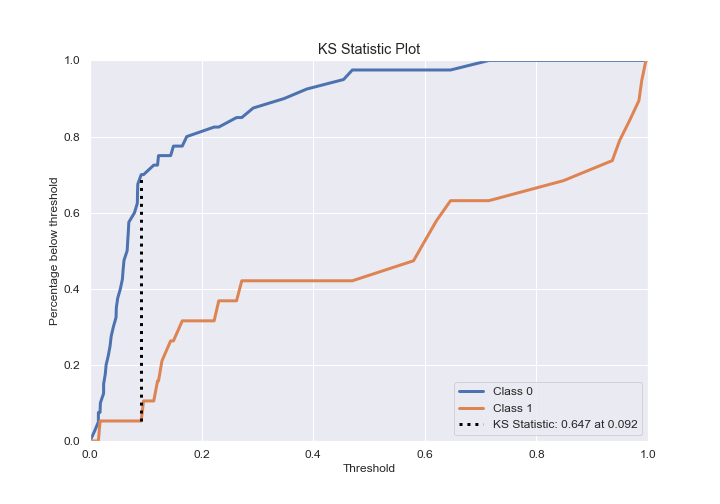 KS Statistic Plot
1.0
0.8
0.6
0.4
0.2
0.0
Percentage below threshold
0.0 0.2 0.4 0.6 0.8 1.0
Threshold
Class 0
Class 1
KS Statistic: 0.647 at 0.092